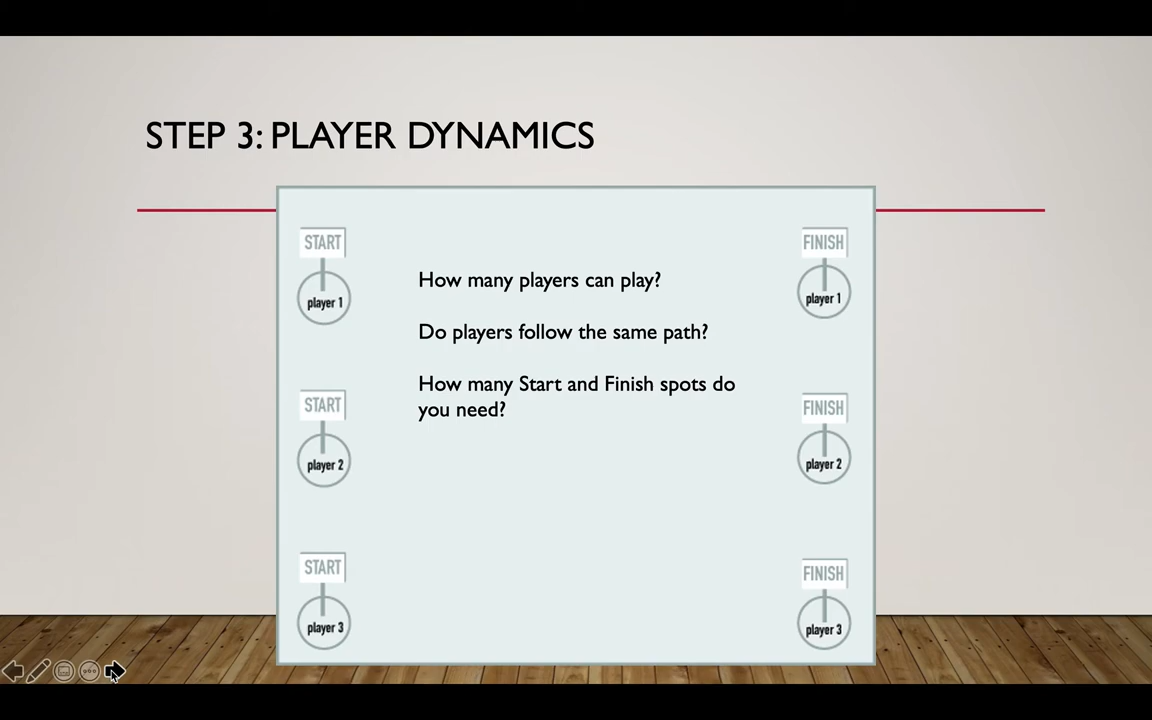 STEP 3: PLAYER DYNAMICS
START
FINISH
player 1
player 1
How many players can play?
Do players follow the same path?
How many Start and Finish spots do
you need?
START
FINISH
player 2
player 2
START
FINISH
player 3
player 3